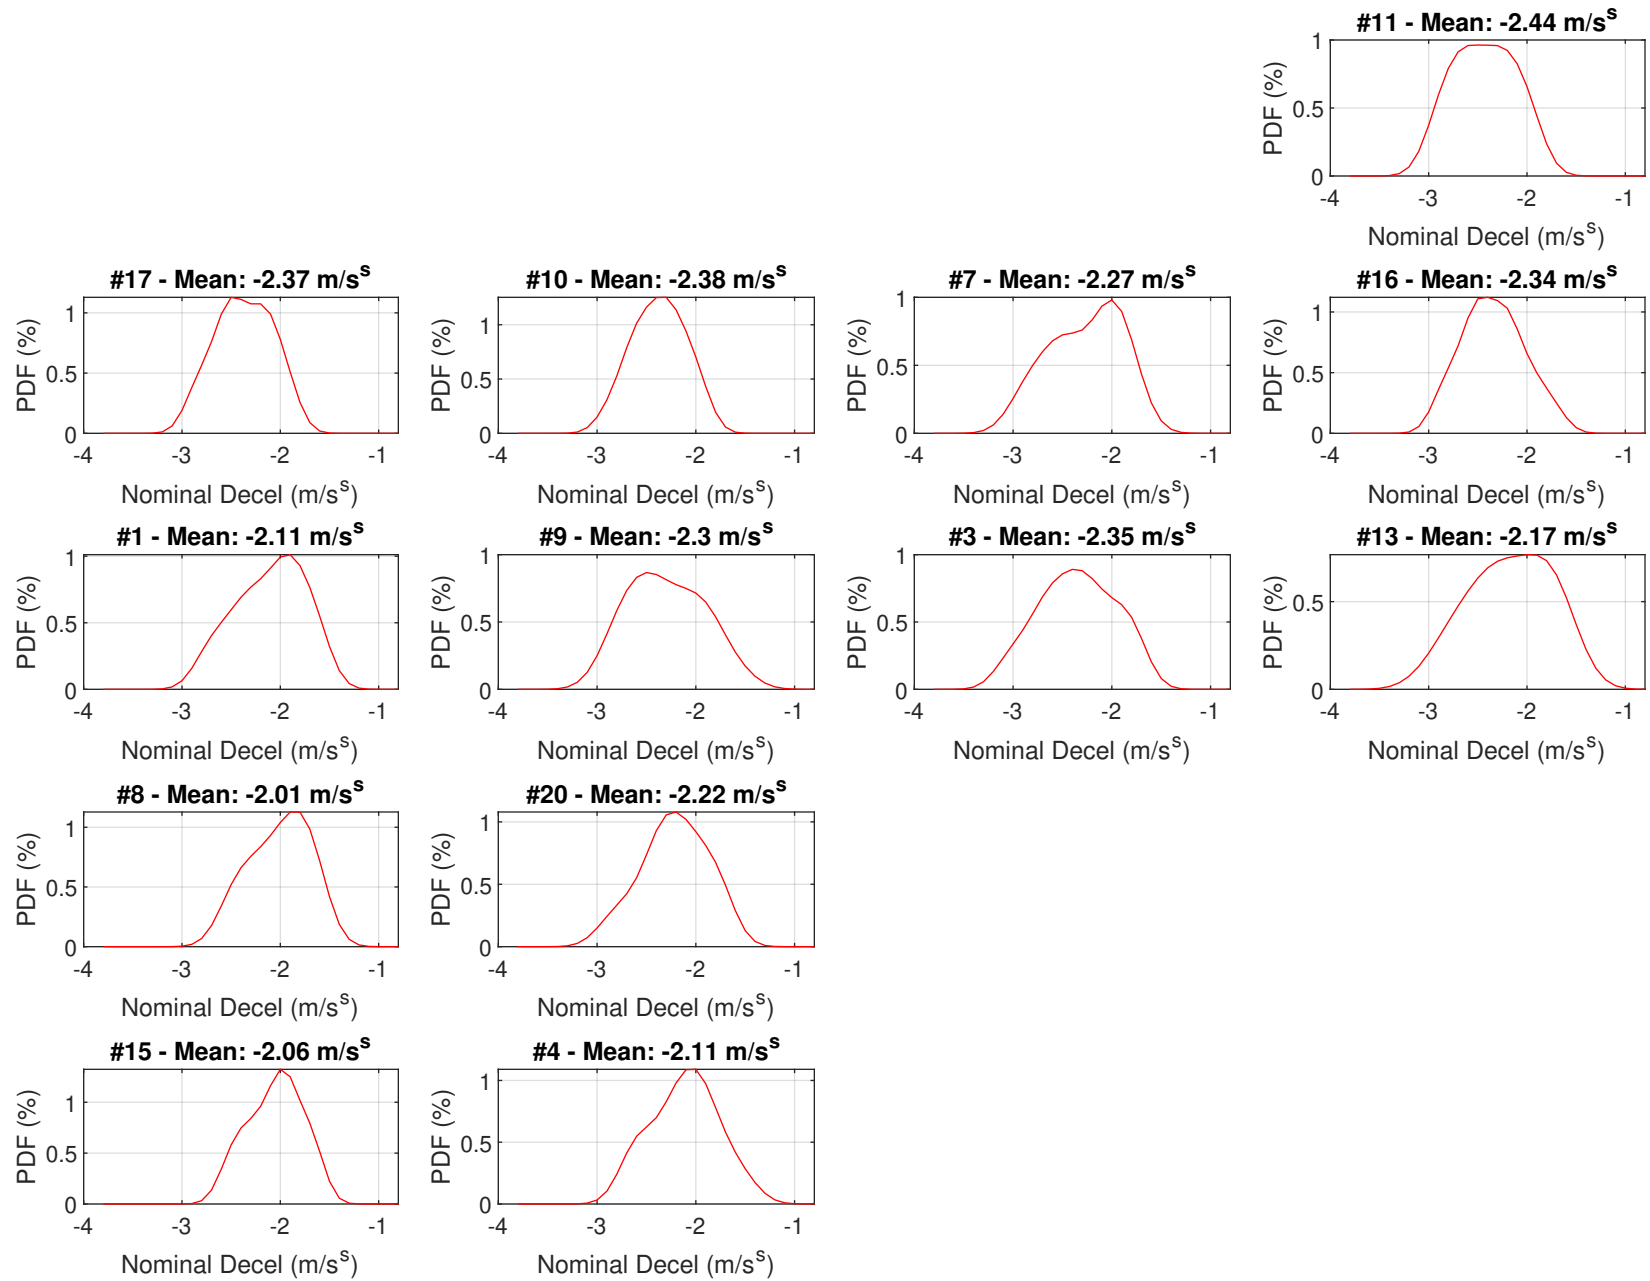 #11 - Mean: -2.44 m/s^s
PDF (%)
1
0.5
0
-4 -3 -2 -1
Nominal Decel (m/s^s)
#17 - Mean: -2.37 m/s^s
PDF (%)
1
0.5
0
-4 -3 -2 -1
Nominal Decel (m/s^s)
#10 - Mean: -2.38 m/s^s
PDF (%)
1
0.5
0
-4 -3 -2 -1
Nominal Decel (m/s^s)
#7 - Mean: -2.27 m/s^s
PDF (%)
1
0.5
0
-4 -3 -2 -1
Nominal Decel (m/s^s)
#16 - Mean: -2.34 m/s^s
PDF (%)
1
0.5
0
-4 -3 -2 -1
Nominal Decel (m/s^s)
#1 - Mean: -2.11 m/s^s
PDF (%)
1
0.5
0
-4 -3 -2 -1
Nominal Decel (m/s^s)
#9 - Mean: -2.3 m/s^s
PDF (%)
1
0.5
0
-4 -3 -2 -1
Nominal Decel (m/s^s)
#3 - Mean: -2.35 m/s^s
PDF (%)
1
0.5
0
-4 -3 -2 -1
Nominal Decel (m/s^s)
#13 - Mean: -2.17 m/s^s
PDF (%)
0.5
0
-4 -3 -2 -1
Nominal Decel (m/s^s)
#8 - Mean: -2.01 m/s^s
PDF (%)
1
0.5
0
-4 -3 -2 -1
Nominal Decel (m/s^s)
#20 - Mean: -2.22 m/s^s
PDF (%)
1
0.5
0
-4 -3 -2 -1
Nominal Decel (m/s^s)
#15 - Mean: -2.06 m/s^s
PDF (%)
1
0.5
0
-4 -3 -2 -1
Nominal Decel (m/s^s)
#4 - Mean: -2.11 m/s^s
PDF (%)
1
0.5
0
-4 -3 -2 -1
Nominal Decel (m/s^s)